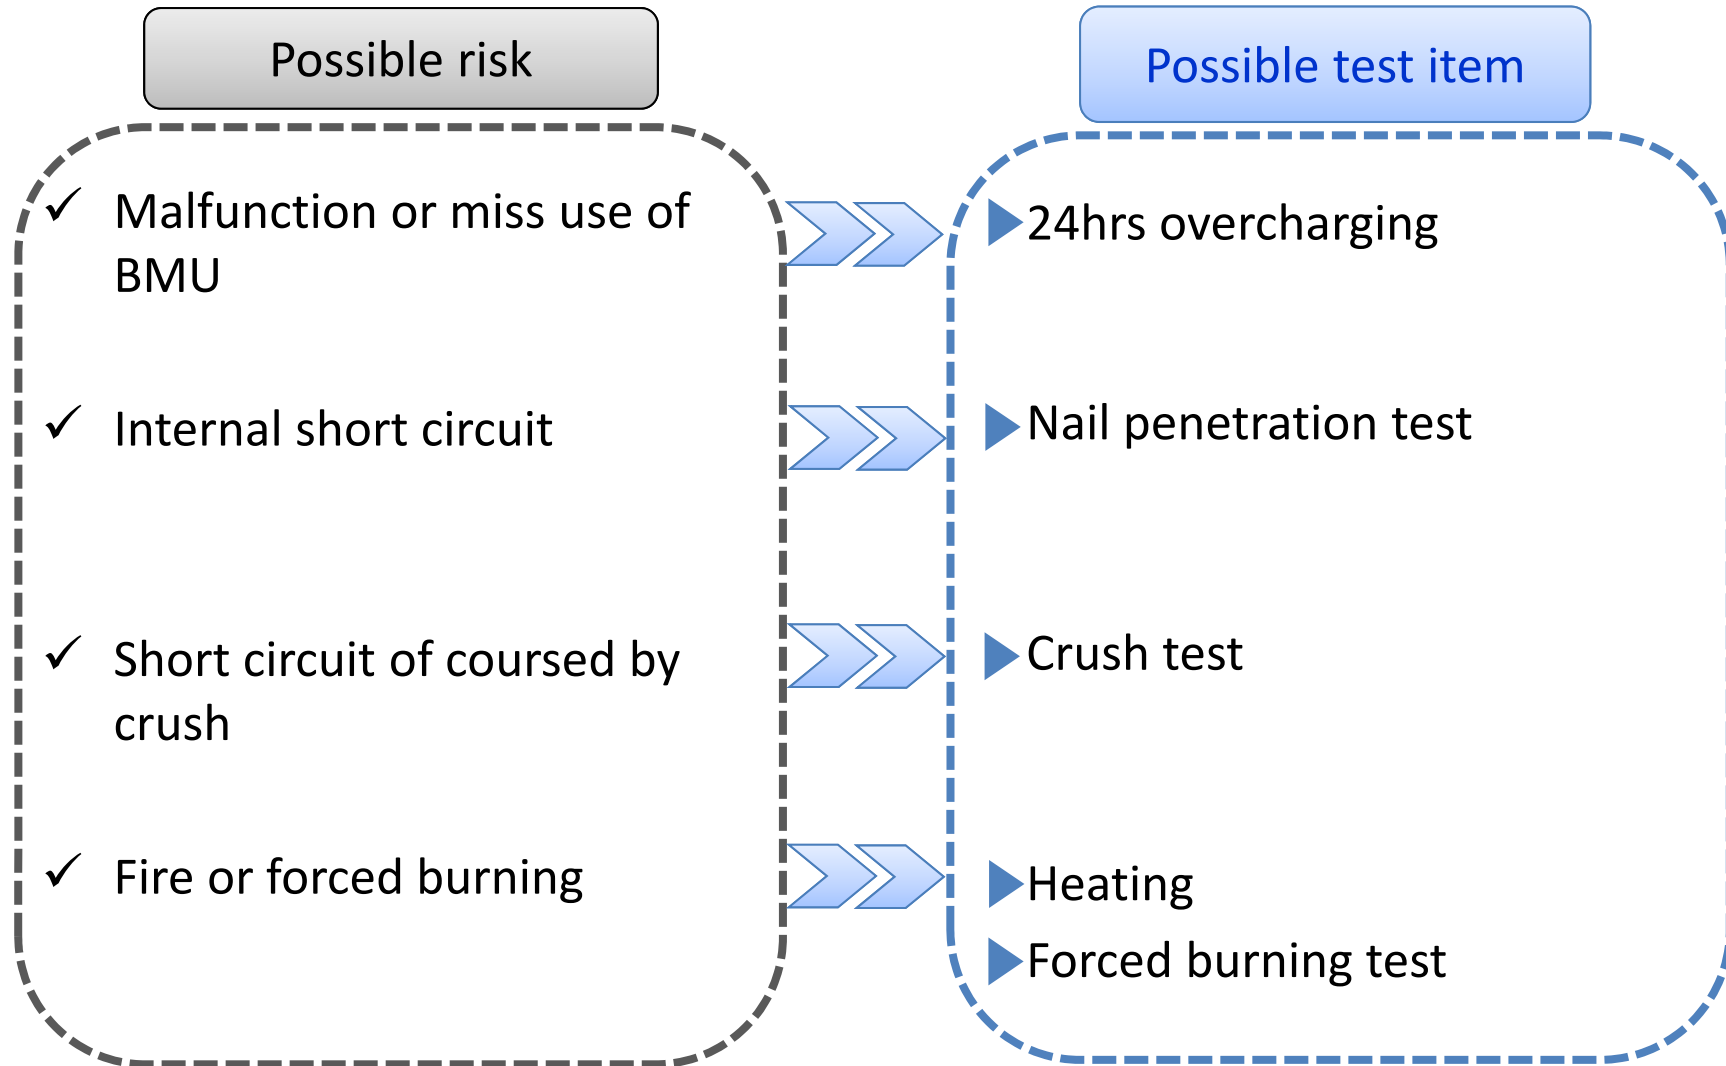 Possible risk
Malfunction or miss use of
BMU
Internal short circuit
Short circuit of coursed by
crush
Fire or forced burning
Possible test item
24hrs overcharging
Nail penetration test
Crush test
Heating
Forced burning test